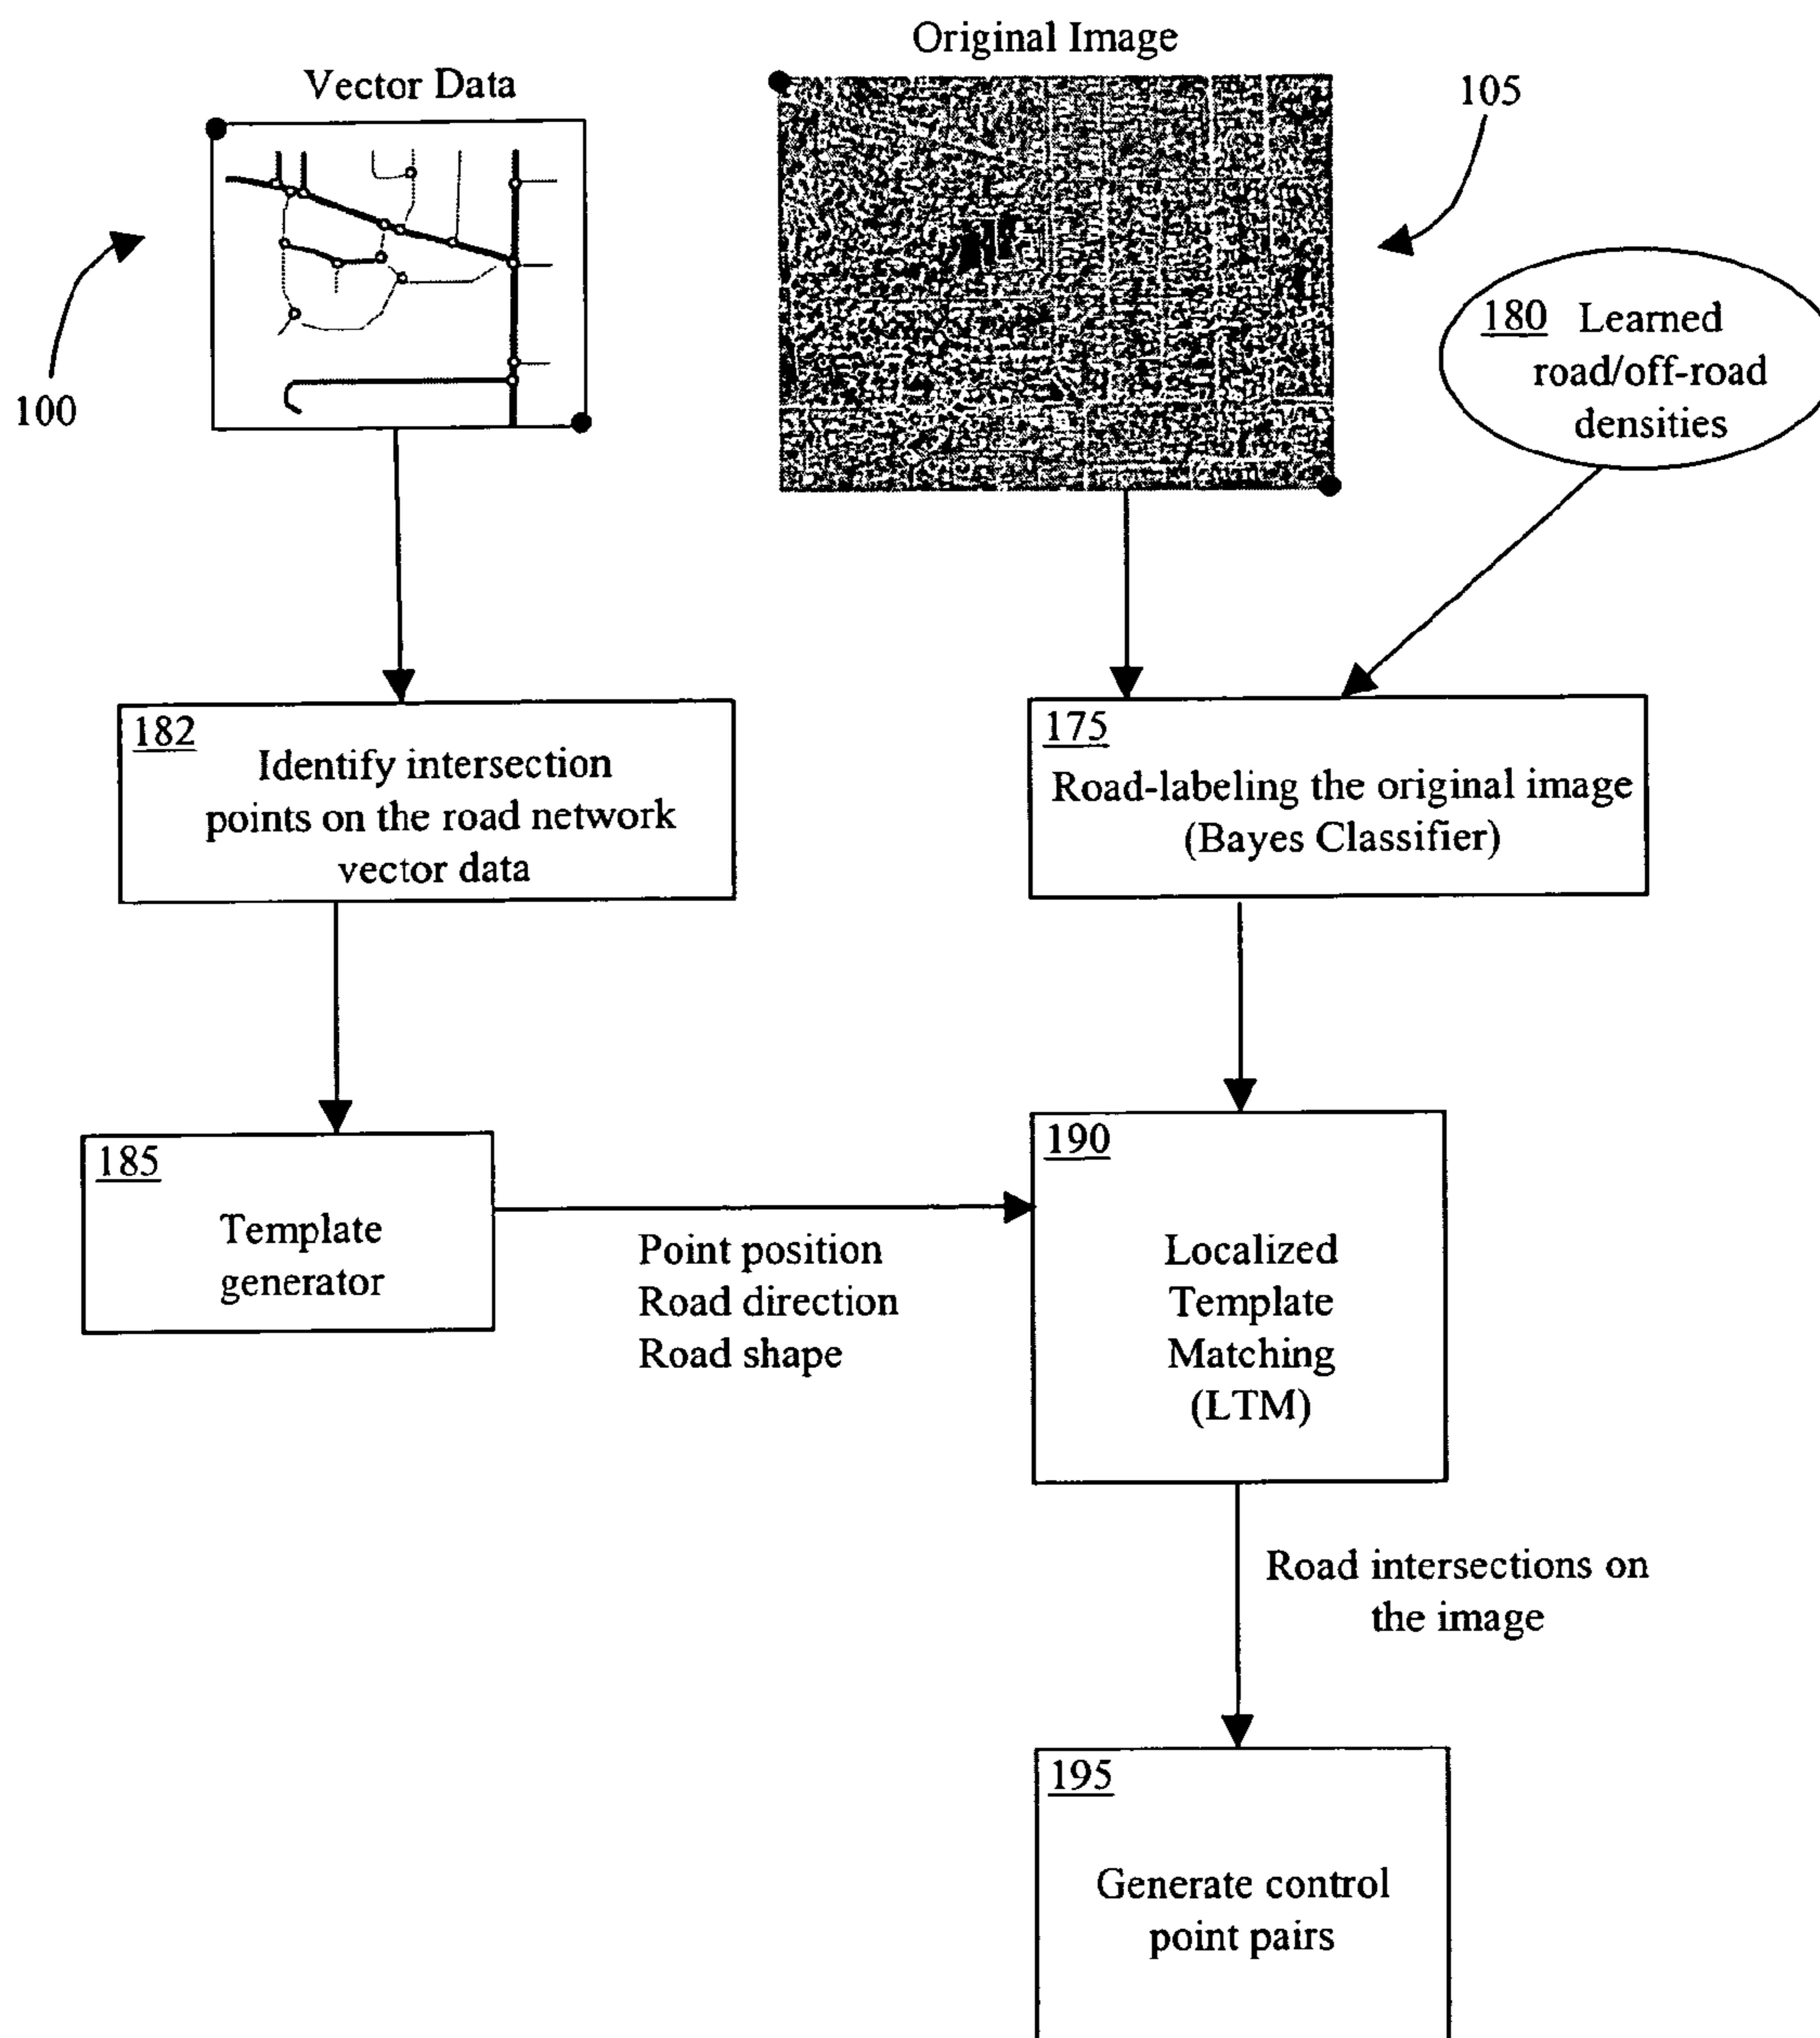 Original Image
Vector Data
105
100
180 Learned
road/off-road
densities
182
Identify intersection
points on the road network
vector data
175
Road-labeling the original image
(Bayes Classifier)
185
Template
generator
Point position
Road direction
Road shape
190
Localized
Template
Matching
(LTM)
Road intersections on
the image
195
Generate control
point pairs